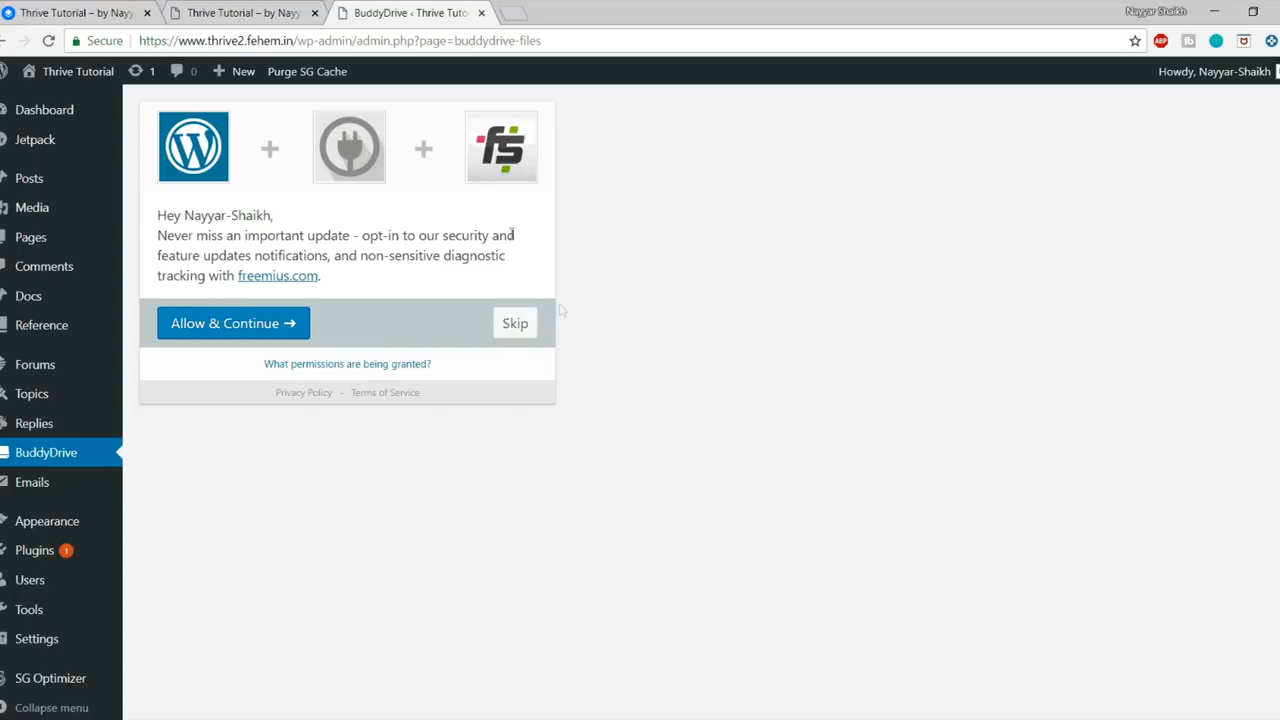 Thrive Tutorial – by Nayy
Thrive Tutorial – by Nayy
BuddyDrive ‹ Thrive Tuto
Nayyar Shaikh
Secure
https://www.thrive2.fehem.in/wp-admin/admin.php?page=buddydrive-files
ABP
Thrive Tutorial
1
0
New
Purge SG Cache
Howdy, Nayyar-Shaikh
Dashboard
Jetpack
Posts
Media
Pages
Comments
Docs
Reference
Forums
Topics
Replies
BuddyDrive
Emails
Appearance
Plugins 1
Users
Tools
Settings
SG Optimizer
Collapse menu
fs
Hey Nayyar-Shaikh,
Never miss an important update - opt-in to our security and
feature updates notifications, and non-sensitive diagnostic
tracking with freemius.com.
Allow & Continue →
Skip
What permissions are being granted?
Privacy Policy - Terms of Service